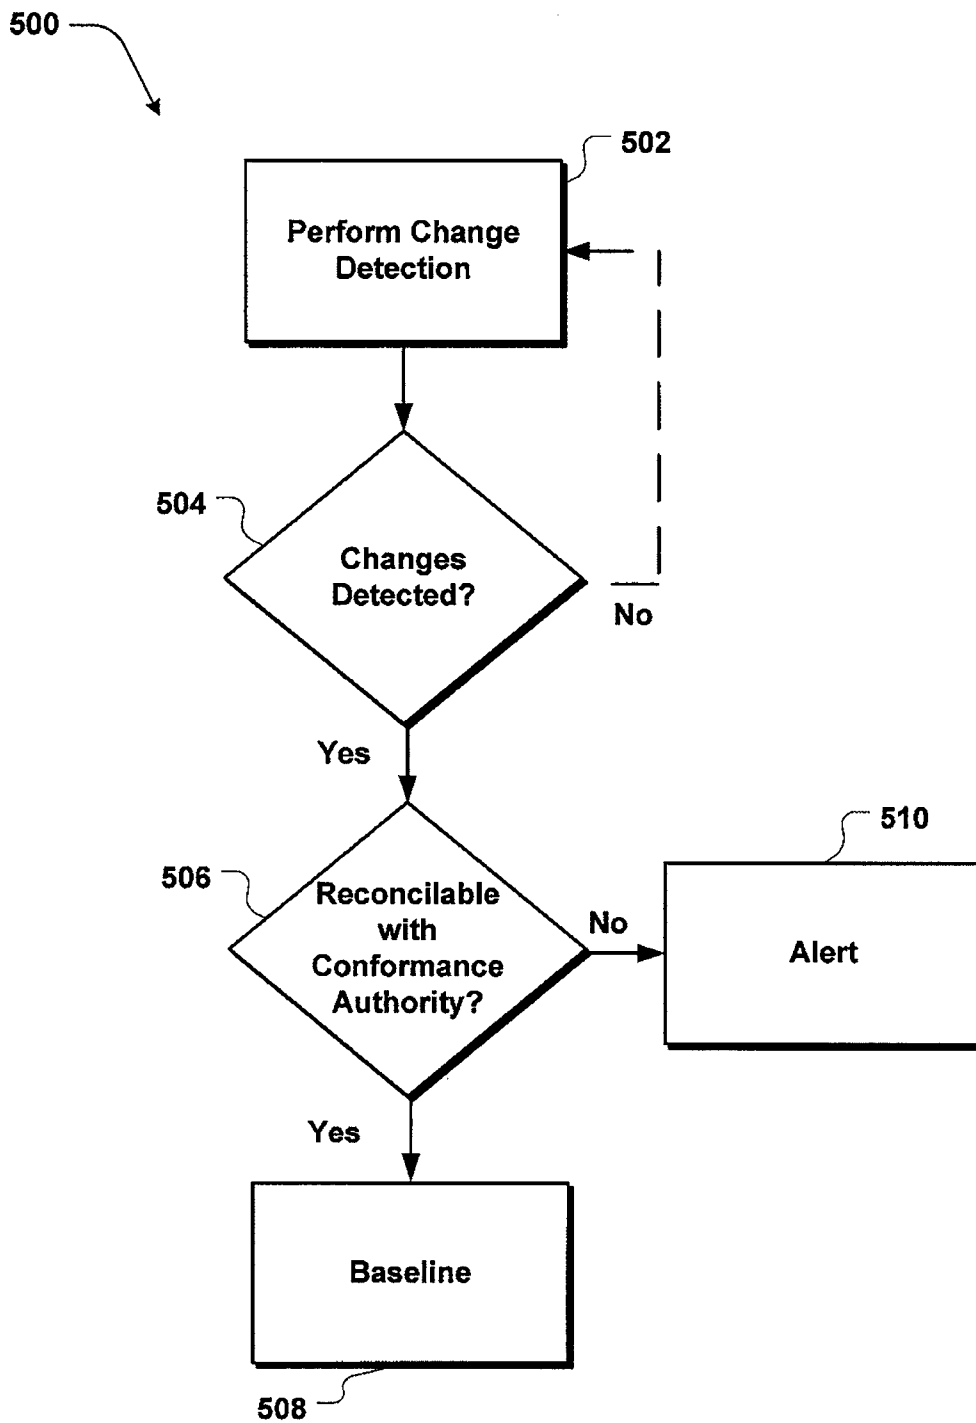 500
502
Perform Change
Detection
504
Changes
Detected?
No
Yes
510
506
Reconcilable
with
Conformance
Authority?
No
Alert
Yes
Baseline
508